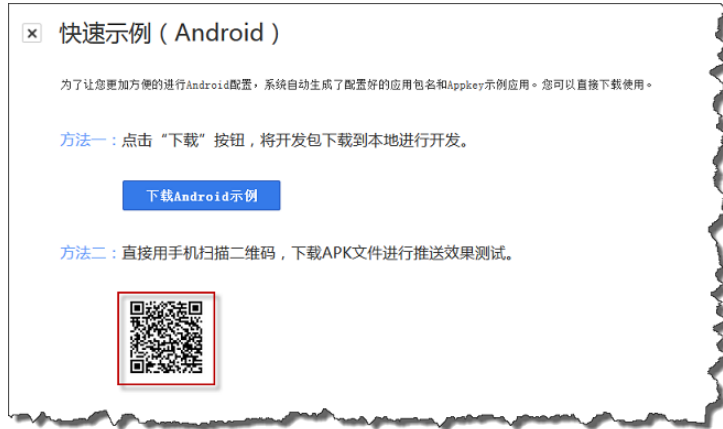 快速示例（Android）
为了让您更加方便的进行Android配置，系统自动生成了配置好的应用包名和Appkey示例应用。您可以直接下载使用。
方法一：点击“下载”按钮，将开发包下载到本地进行开发。
下载Android示例
方法二：直接用手机扫描二维码，下载APK文件进行推送效果测试。